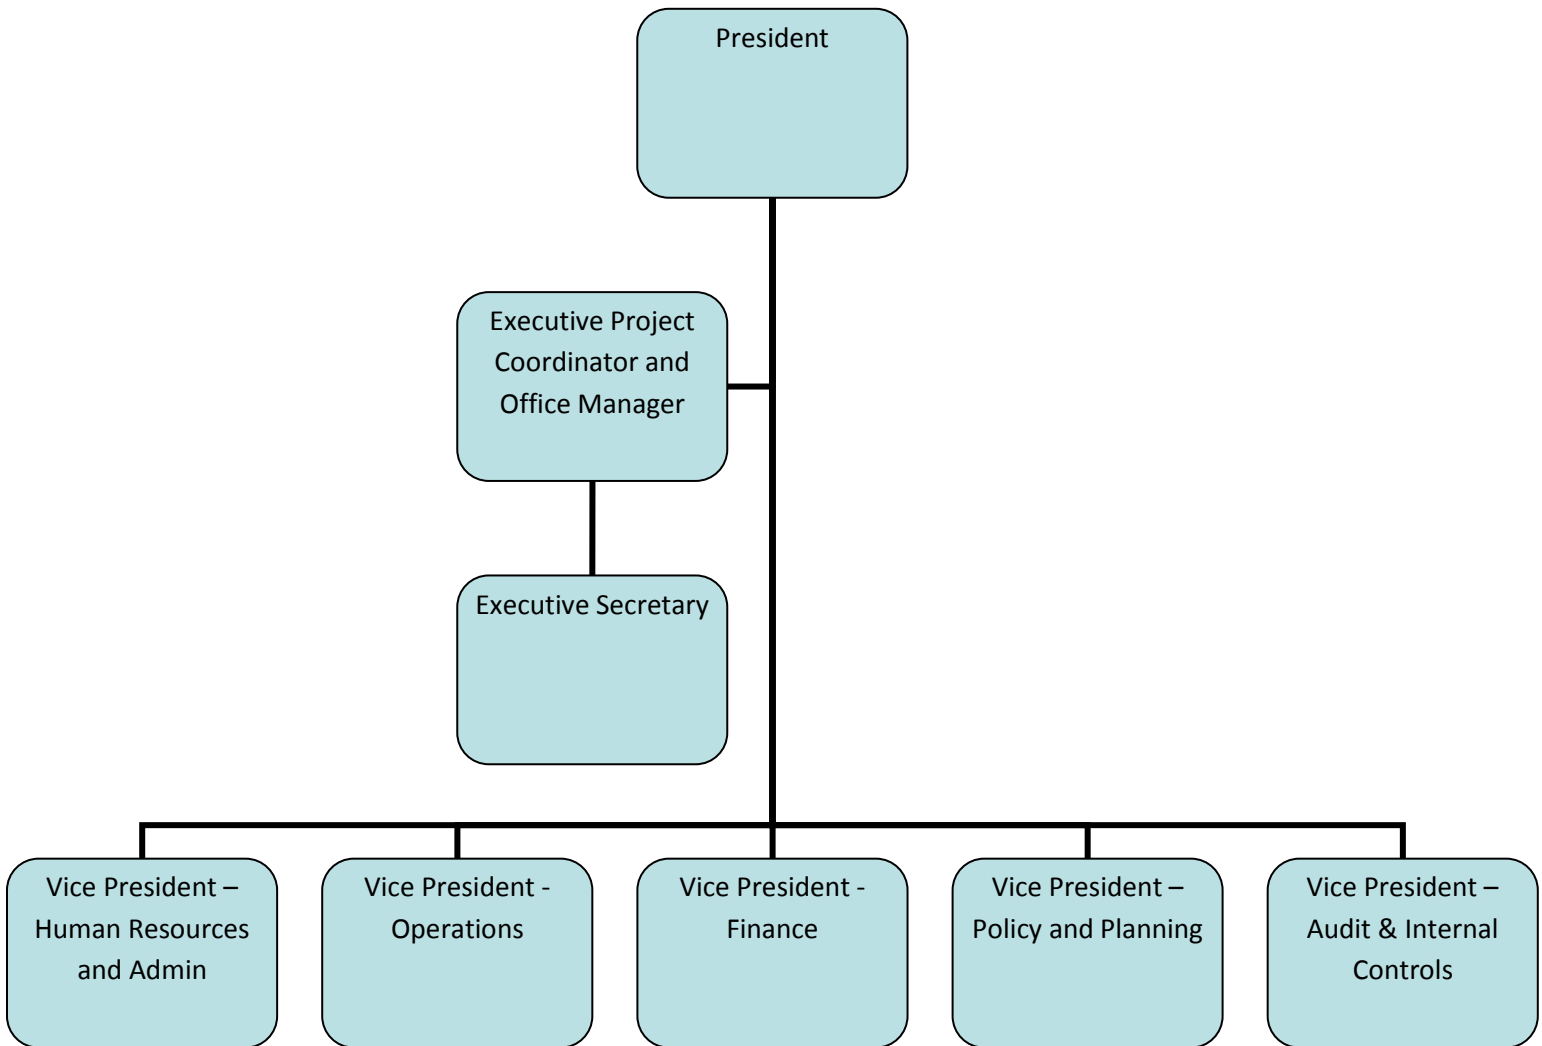 President
Executive Project
Coordinator and
Office Manager
Executive Secretary
Vice President –
Human Resources
and Admin
Vice President -
Operations
Vice President -
Finance
Vice President –
Policy and Planning
Vice President –
Audit & Internal
Controls